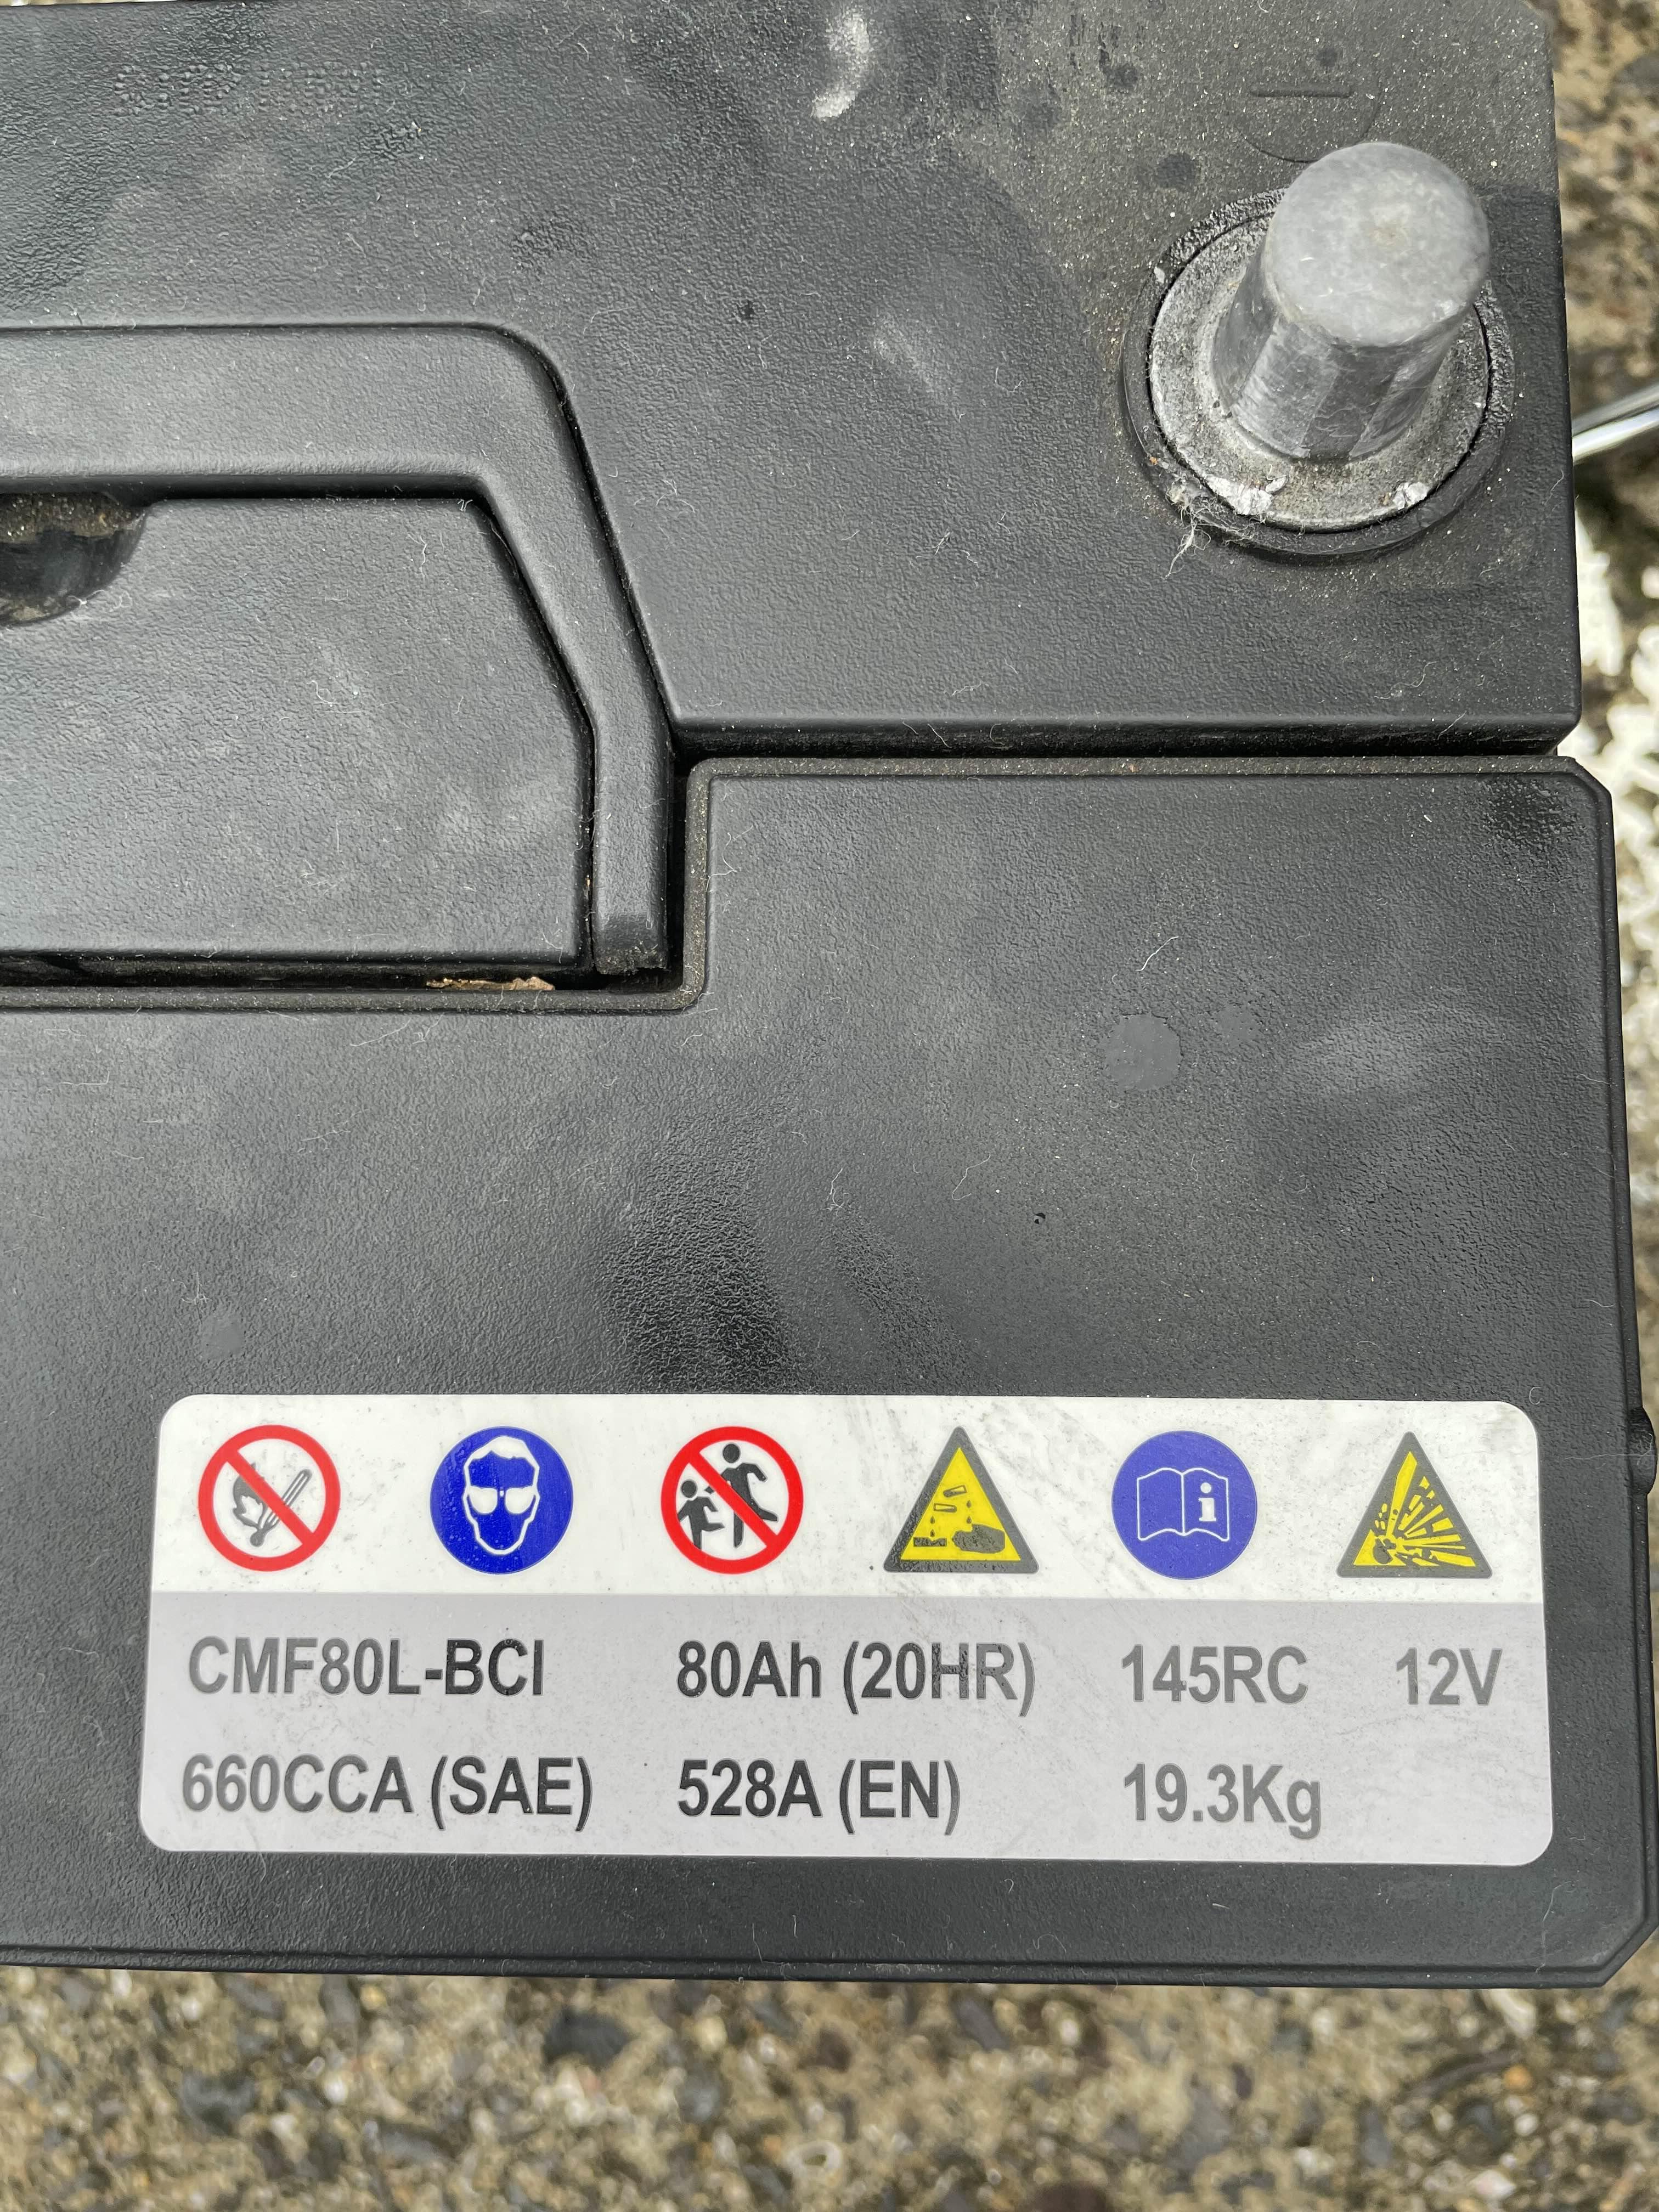 CMF80L-BCI 80Ah (20HR) 145RC 12V
660CCA (SAE) 528A (EN) 19.3Kg